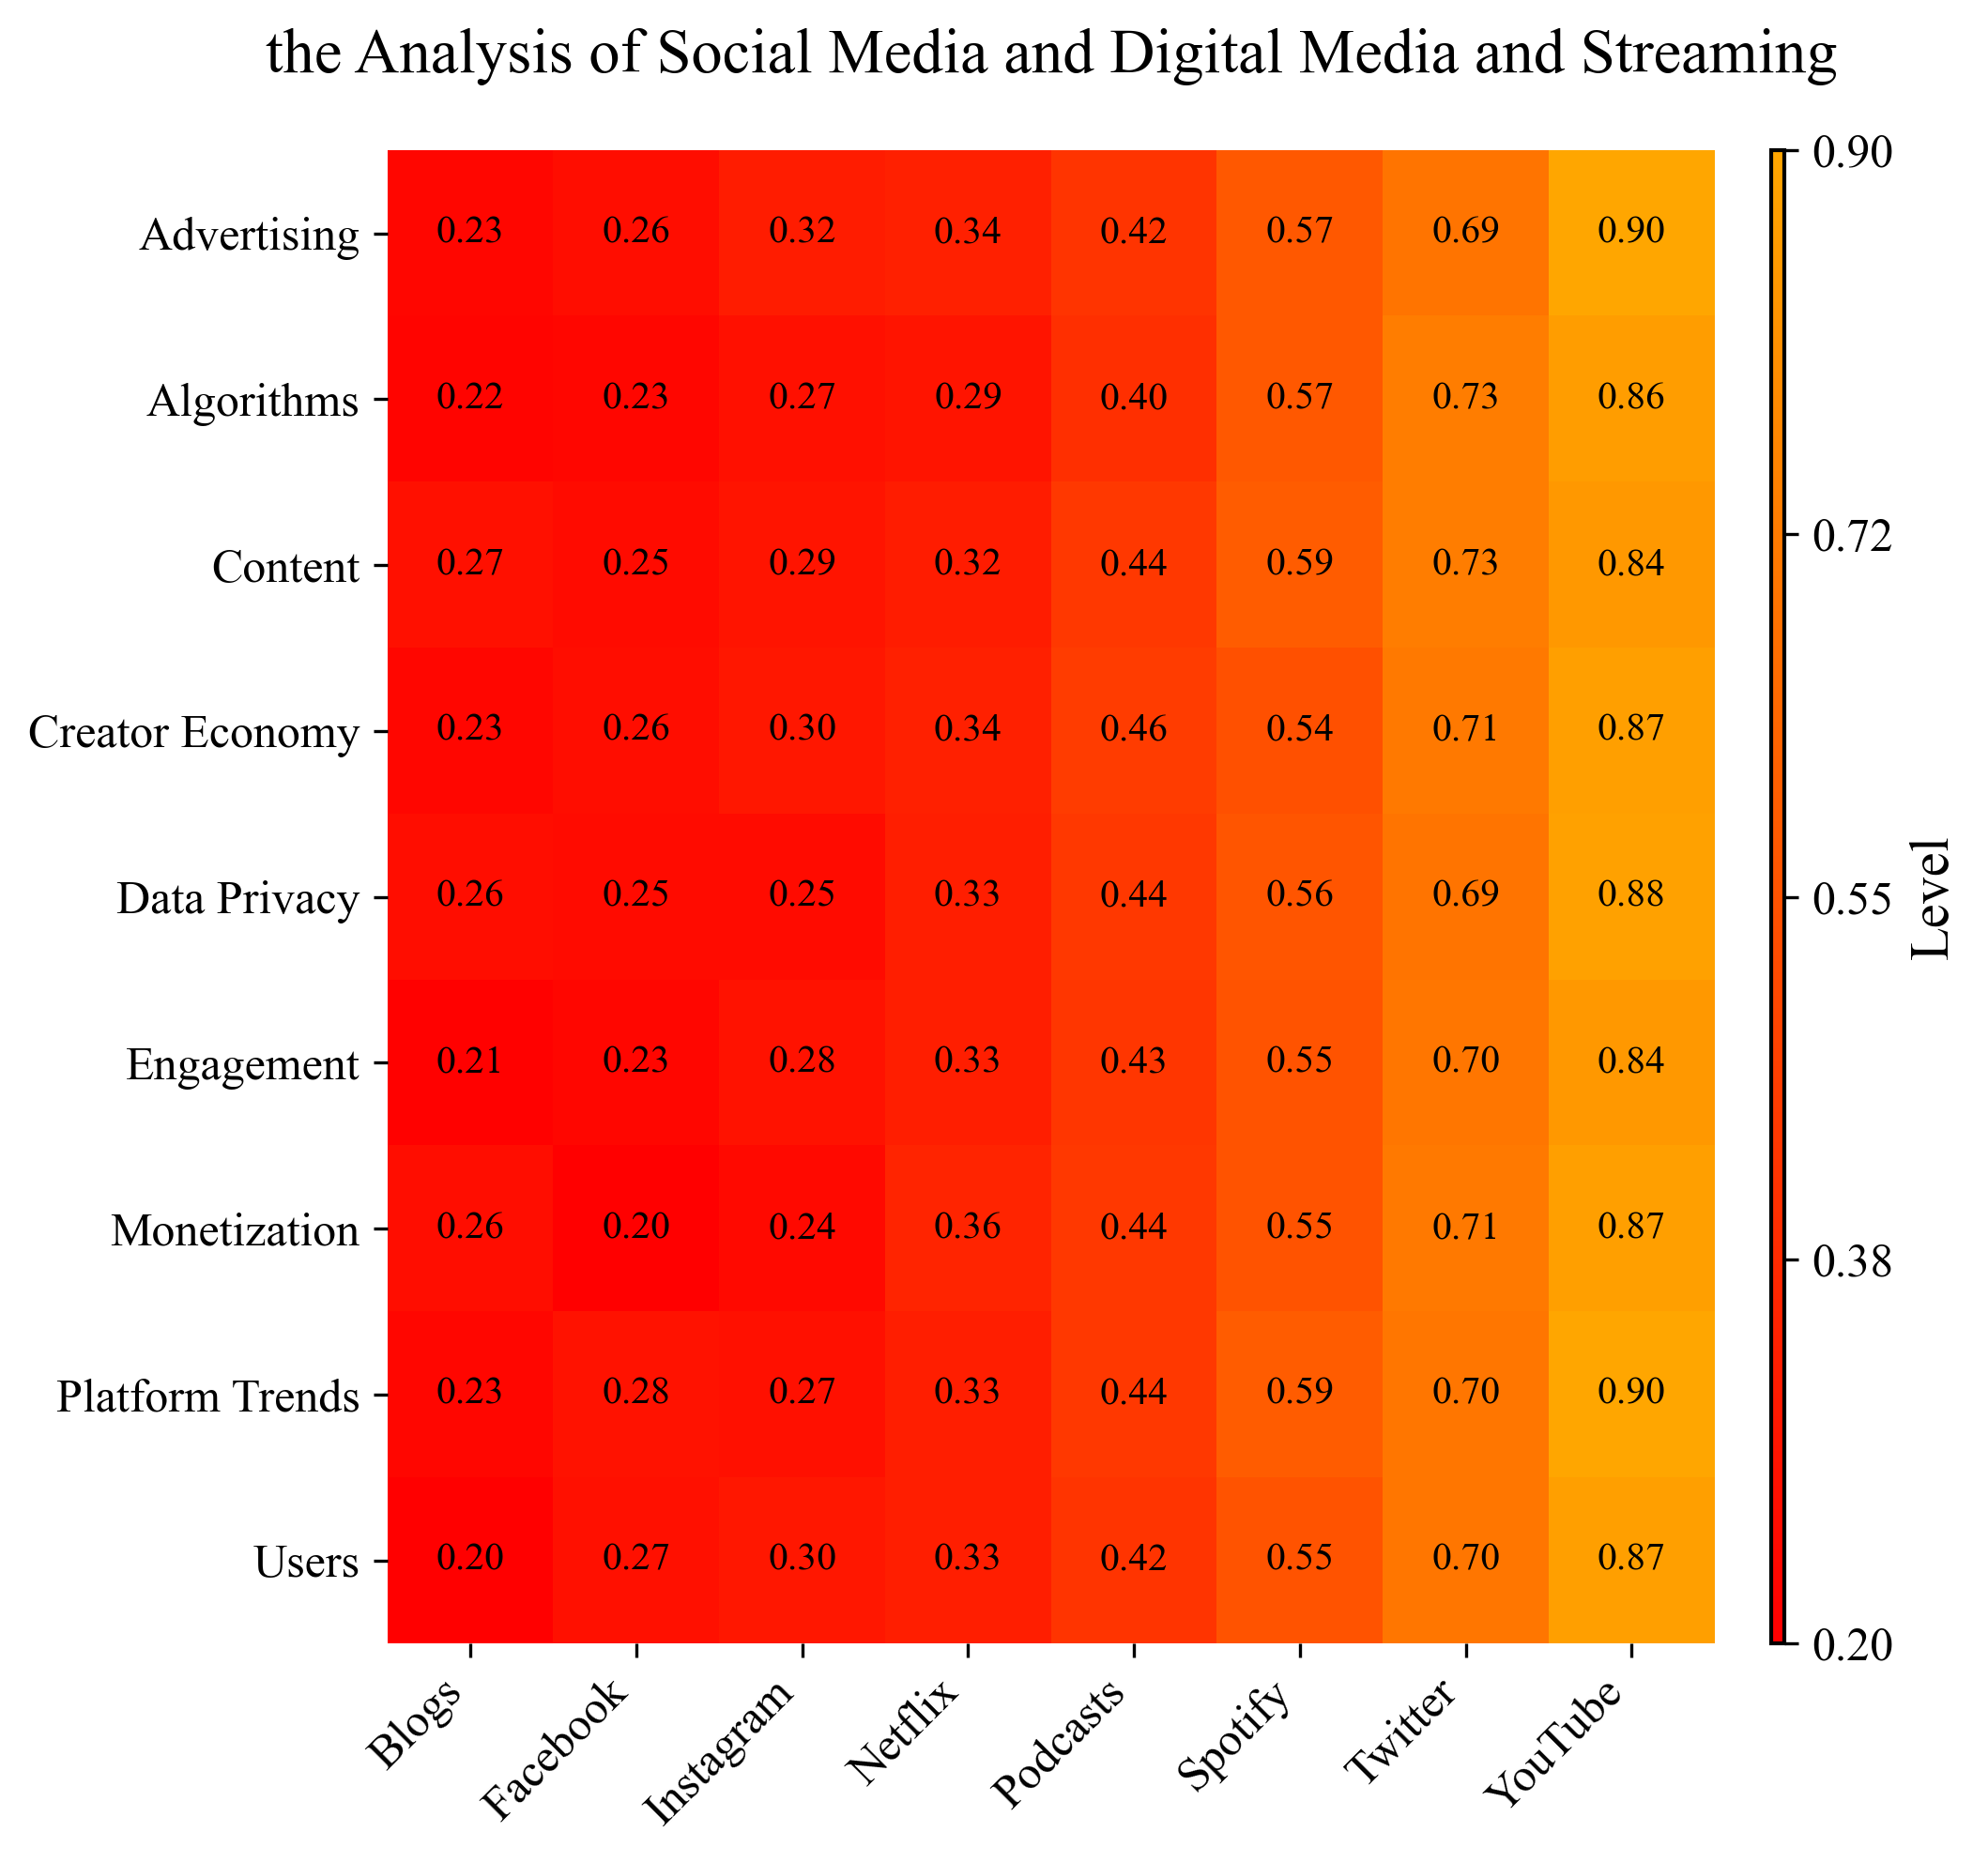 the Analysis of Social Media and Digital Media and Streaming
Advertising 0.23 0.26 0.32 0.34 0.42 0.57 0.69 0.90
Algorithms 0.22 0.23 0.27 0.29 0.40 0.57 0.73 0.86
Content 0.27 0.25 0.29 0.32 0.44 0.59 0.73 0.84
Creator Economy 0.23 0.26 0.30 0.34 0.46 0.54 0.71 0.87
Data Privacy 0.26 0.25 0.25 0.33 0.44 0.56 0.69 0.88
Engagement 0.21 0.23 0.28 0.33 0.43 0.55 0.70 0.84
Monetization 0.26 0.20 0.24 0.36 0.44 0.55 0.71 0.87
Platform Trends 0.23 0.28 0.27 0.33 0.44 0.59 0.70 0.90
Users 0.20 0.27 0.30 0.33 0.42 0.55 0.70 0.87
Blogs Facebook Instagram Netflix Podcasts Spotify Twitter YouTube
0.90
0.72
0.55
0.38
0.20
Level